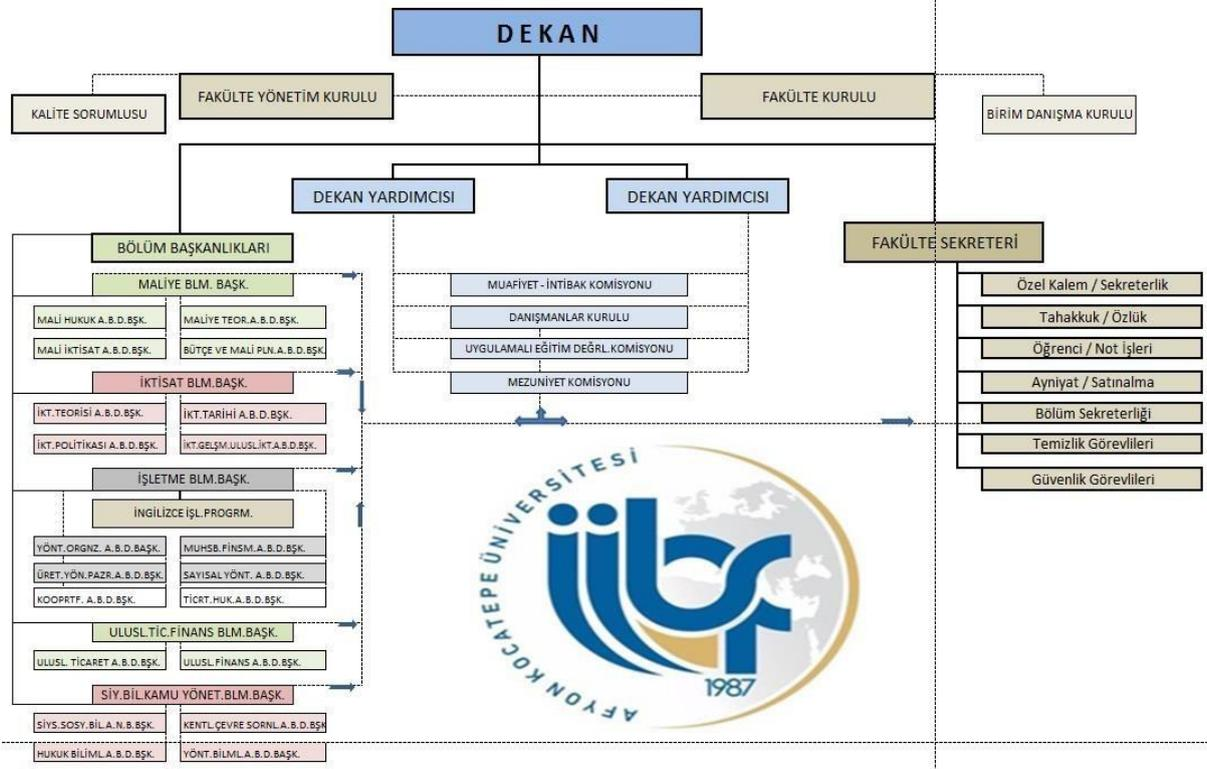 DEKAN
FAKÜLTE YÖNETİM KURULU
FAKÜLTE KURULU
KALİTE SORUMLUSU
BİRİM DANIŞMA KURULU
DEKAN YARDIMCISI
DEKAN YARDIMCISI
BÖLÜM BAŞKANLIKLARI
FAKÜLTE SEKRETERİ
MALİYE BLM. BAŞK.
MALİ HUKUK A.B.D.BŞK.
MALİYE TEOR.A.B.D.BŞK.
MALİ İKTİSAT A.B.D.BŞK.
BÜTÇE VE MALİ PLN.A.B.D.BŞK.
İKTİSAT BLM.BAŞK.
İKT.TEORİSİ A.B.D.BŞK.
İKT.TARİHİ A.B.D.BŞK.
İKT.POLİTİKASI A.B.D.BŞK.
İKT.GELŞM.ULUSL.İKT.A.B.D.BŞK.
İŞLETME BLM.BAŞK.
İNGİLİZCE İŞL.PROGRM.
YÖNT.ORGNZ. A.B.D.BAŞK.
MUHSB.FİNSM.A.B.D.BŞK.
ÜRET.YÖN.PAZR.A.B.D.BŞK.
SAYISAL YÖNT. A.B.D.BŞK.
KOOPRTF. A.B.D.BŞK.
TİCRT.HUK.A.B.D.BŞK.
ULUSL.TİC.FİNANS BLM.BAŞK.
ULUSL. TİCARET A.B.D.BŞK.
ULUSL.FİNANS A.B.D.BŞK.
SİY.BİL.KAMU YÖNET.BLM.BAŞK.
SİYS.SOSY.BİL.A.N.B.BŞK.
KENTL.ÇEVRE SORNL.A.B.D.BŞK
HUKUK BİLİML.A.B.D.BŞK.
YÖNT.BİLML.A.B.D.BAŞK.
MUAFİYET - İNTİBAK KOMİSYONU
DANIŞMANLAR KURULU
UYGULAMALI EĞİTİM DEĞRL.KOMİSYONU
MEZUNİYET KOMİSYONU
Özel Kalem / Sekreterlik
Tahakkuk / Özlük
Öğrenci / Not İşleri
Ayniyat / Satınalma
Bölüm Sekreterliği
Temizlik Görevlileri
Güvenlik Görevlileri
AFYON KOCATEPE ÜNİVERSİTESİ
iibf
1987